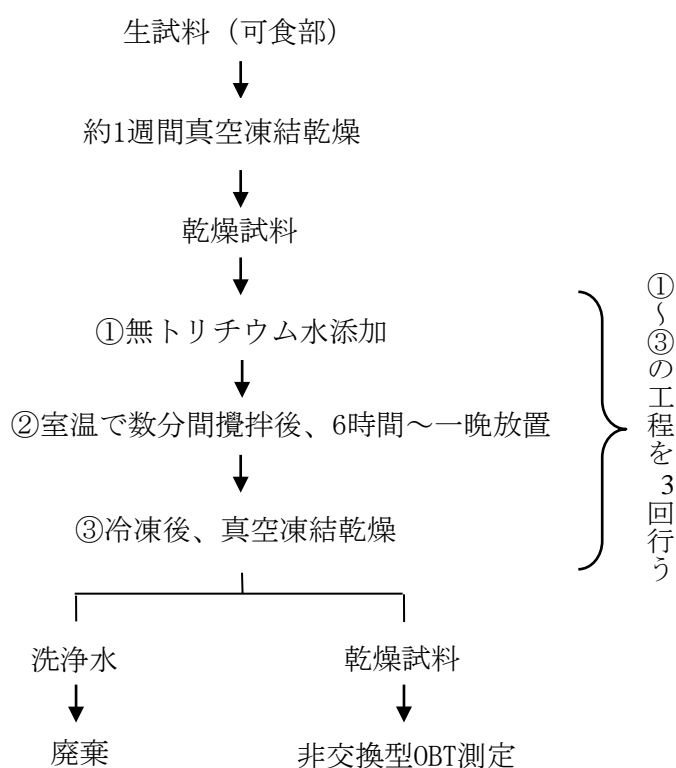 生試料（可食部）
約1週間真空凍結乾燥
乾燥試料
①無トリチウム水添加
②室温で数分間攪拌後、6時間～一晩放置
③冷凍後、真空凍結乾燥
①～③の工程を3回行う
洗浄水
乾燥試料
廃棄
非交換型OBT測定